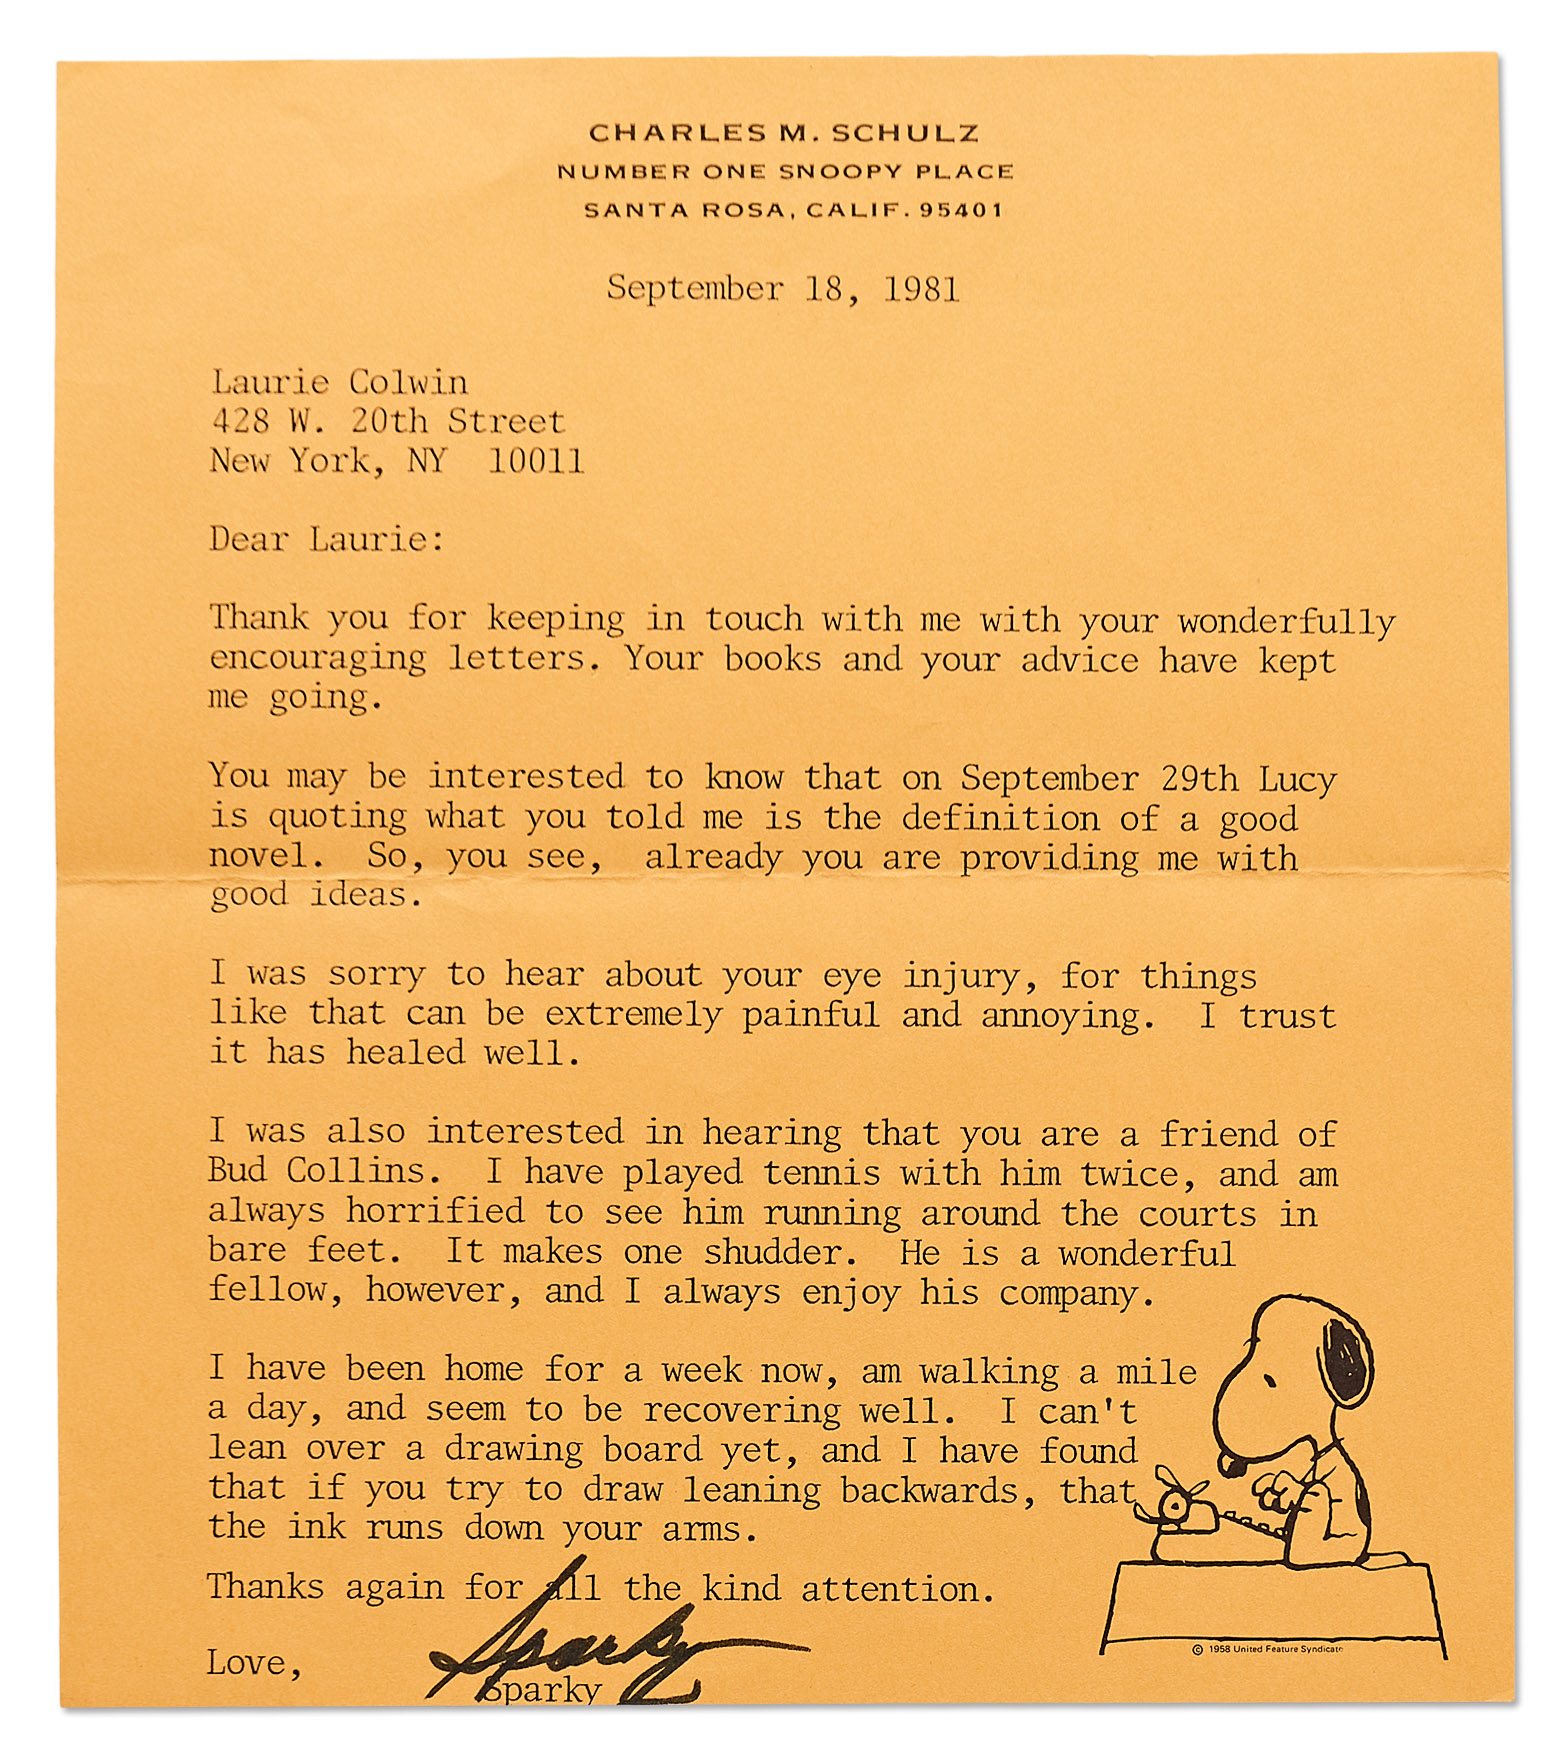 CHARLES M. SCHULZ
NUMBER ONE SNOOPY PLACE
SANTA ROSA, CALIF. 95401
September 18, 1981
Laurie Colwin
428 W. 20th Street
New York, NY  10011
Dear Laurie:
Thank you for keeping in touch with me with your wonderfully
encouraging letters. Your books and your advice have kept
me going.
You may be interested to know that on September 29th Lucy
is quoting what you told me is the definition of a good
novel.  So, you see,  already you are providing me with
good ideas.
I was sorry to hear about your eye injury, for things
like that can be extremely painful and annoying.  I trust
it has healed well.
I was also interested in hearing that you are a friend of
Bud Collins.  I have played tennis with him twice, and am
always horrified to see him running around the courts in
bare feet.  It makes one shudder.  He is a wonderful
fellow, however, and I always enjoy his company.
I have been home for a week now, am walking a mile
a day, and seem to be recovering well.  I can't
lean over a drawing board yet, and I have found
that if you try to draw leaning backwards, that
the ink runs down your arms.
Thanks again for all the kind attention.
Love,
Sparky
Sparky
© 1958 United Feature Syndicate